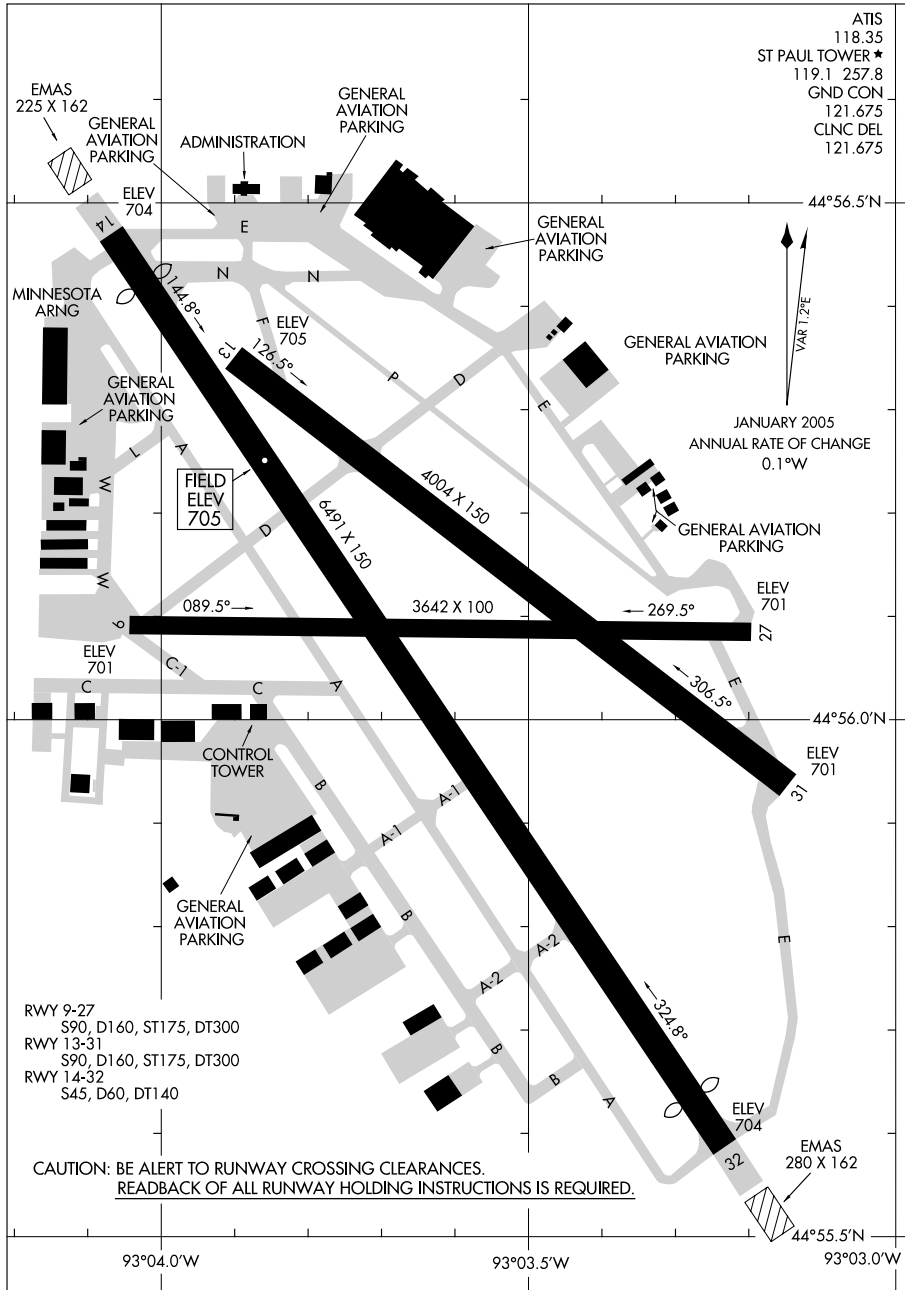 ATIS
118.35
ST PAUL TOWER ★
119.1 257.8
GND CON
121.675
CLNC DEL
121.675
EMAS
225 X 162
GENERAL
AVIATION
PARKING
ADMINISTRATION
GENERAL
AVIATION
PARKING
ELEV
704
14
E
44°56.5'N
GENERAL
AVIATION
PARKING
N
N
144.8°
VAR 1.2°E
MINNESOTA
ARNG
F
ELEV
705
13
126.5°
GENERAL AVIATION
PARKING
P
D
E
GENERAL
AVIATION
PARKING
JANUARY 2005
ANNUAL RATE OF CHANGE
0.1°W
L
A
W
FIELD
ELEV
705
4004 X 150
6491 X 150
D
GENERAL AVIATION
PARKING
W
9
089.5°
3642 X 100
269.5°
ELEV
701
27
ELEV
701
C-1
C
C
A
306.5°
E
44°56.0'N
CONTROL
TOWER
ELEV
701
31
B
A-1
A-1
GENERAL
AVIATION
PARKING
B
A-2
A-2
E
324.8°
RWY 9-27
S90, D160, ST175, DT300
RWY 13-31
S90, D160, ST175, DT300
RWY 14-32
S45, D60, DT140
B
B
A
ELEV
704
32
EMAS
280 X 162
CAUTION: BE ALERT TO RUNWAY CROSSING CLEARANCES.
READBACK OF ALL RUNWAY HOLDING INSTRUCTIONS IS REQUIRED.
44°55.5'N
93°04.0'W
93°03.5'W
93°03.0'W